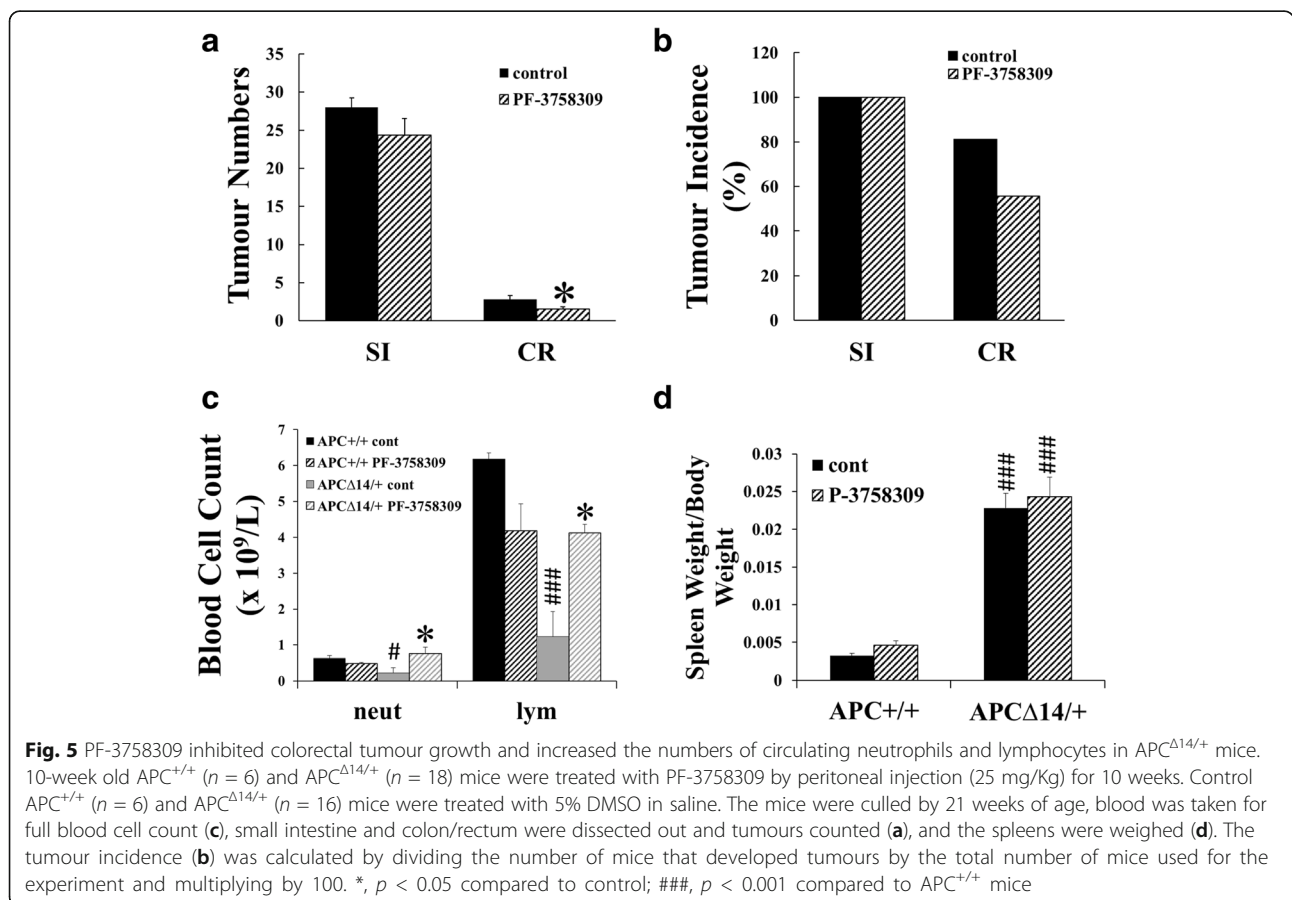 a
Tumour Numbers
35
30
25
20
15
10
5
0
control
PF-3758309
*
SI CR
b
Tumour Incidence
(%)
120
100
80
60
40
20
0
control
PF-3758309
SI CR
c
Blood Cell Count
(x 10⁹/L)
7
6
5
4
3
2
1
0
APC+/+ cont
APC+/+ PF-3758309
APCΔ14/+ cont
APCΔ14/+ PF-3758309
# * ### *
neut lym
d
Spleen Weight/Body
Weight
0.03
0.025
0.02
0.015
0.01
0.005
0
cont
P-3758309
### ###
APC+/+ APCΔ14/+
Fig. 5 PF-3758309 inhibited colorectal tumour growth and increased the numbers of circulating neutrophils and lymphocytes in APC^Δ14/+ mice.
10-week old APC^+/+ (n = 6) and APC^Δ14/+ (n = 18) mice were treated with PF-3758309 by peritoneal injection (25 mg/Kg) for 10 weeks. Control
APC^+/+ (n = 6) and APC^Δ14/+ (n = 16) mice were treated with 5% DMSO in saline. The mice were culled by 21 weeks of age, blood was taken for
full blood cell count (c), small intestine and colon/rectum were dissected out and tumours counted (a), and the spleens were weighed (d). The
tumour incidence (b) was calculated by dividing the number of mice that developed tumours by the total number of mice used for the
experiment and multiplying by 100. *, p < 0.05 compared to control; ###, p < 0.001 compared to APC^+/+ mice